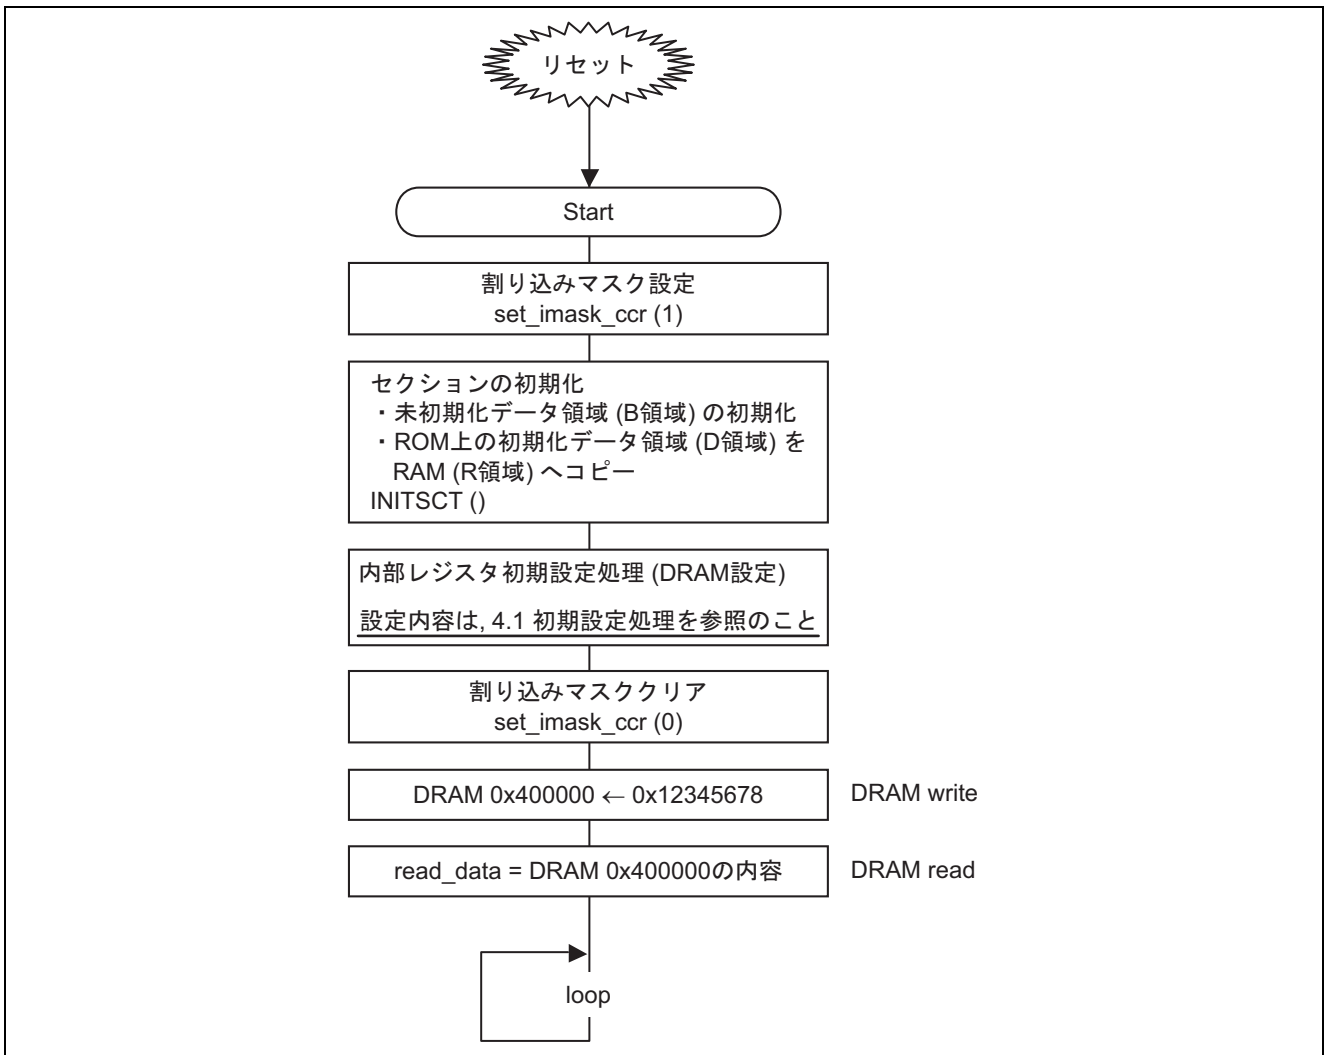 リセット
Start
割り込みマスク設定
set_imask_ccr (1)
セクションの初期化
・未初期化データ領域 (B領域) の初期化
・ROM上の初期化データ領域 (D領域) を
RAM (R領域) へコピー
INITSCT ()
内部レジスタ初期設定処理 (DRAM設定)
設定内容は, 4.1 初期設定処理を参照のこと
割り込みマスククリア
set_imask_ccr (0)
DRAM 0x400000 ← 0x12345678 DRAM write
read_data = DRAM 0x400000の内容 DRAM read
loop